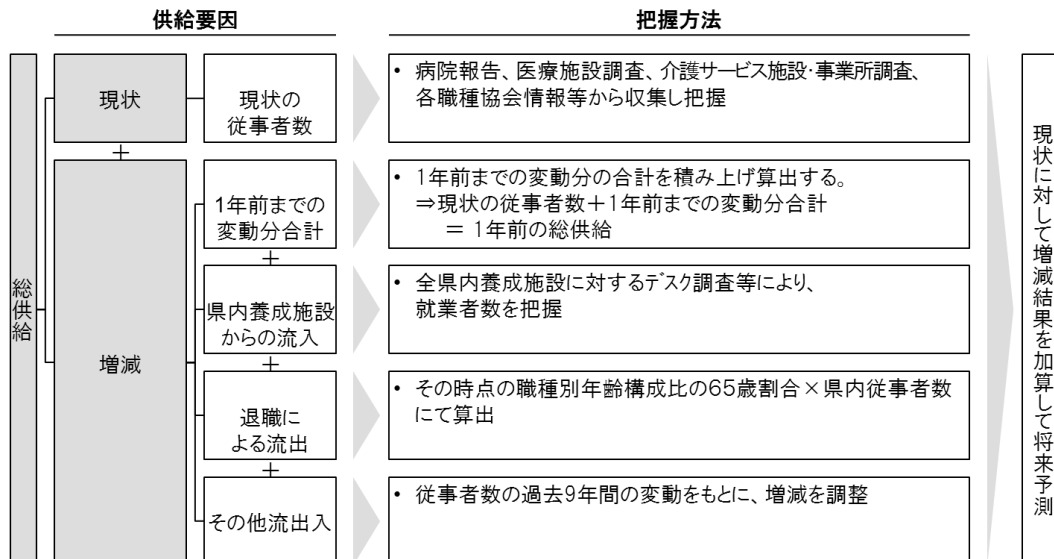 供給要因
把握方法
総供給
現状
現状の
従事者数
・ 病院報告、医療施設調査、介護サービス施設・事業所調査、
各職種協会情報等から収集し把握
+
増減
1年前までの
変動分合計
・ 1年前までの変動分の合計を積み上げ算出する。
⇒現状の従事者数+1年前までの変動分合計
= 1年前の総供給
+
県内養成施設
からの流入
・ 全県内養成施設に対するデスク調査等により、
就業者数を把握
+
退職に
よる流出
・ その時点の職種別年齢構成比の65歳割合×県内従事者数
にて算出
+
その他流出入
・ 従事者数の過去9年間の変動をもとに、増減を調整
現状に対して増減結果を加算して将来予測